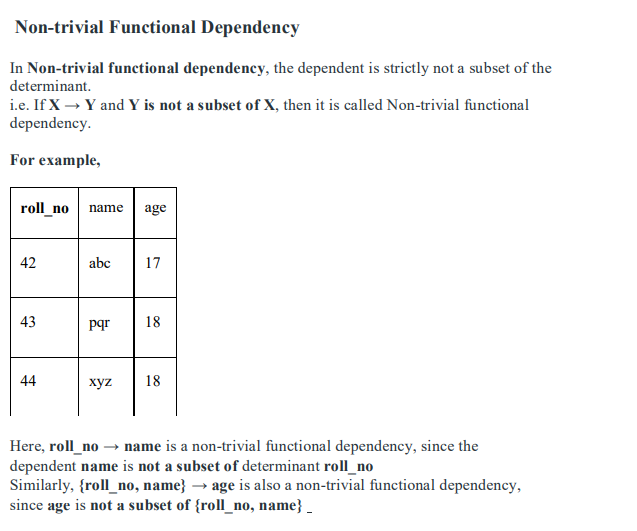 Non-trivial Functional Dependency
In Non-trivial functional dependency, the dependent is strictly not a subset of the
determinant.
i.e. If X → Y and Y is not a subset of X, then it is called Non-trivial functional
dependency.
For example,
roll_no name age
42 abc 17
43 pqr 18
44 xyz 18
Here, roll_no → name is a non-trivial functional dependency, since the
dependent name is not a subset of determinant roll_no
Similarly, {roll_no, name} → age is also a non-trivial functional dependency,
since age is not a subset of {roll_no, name} _